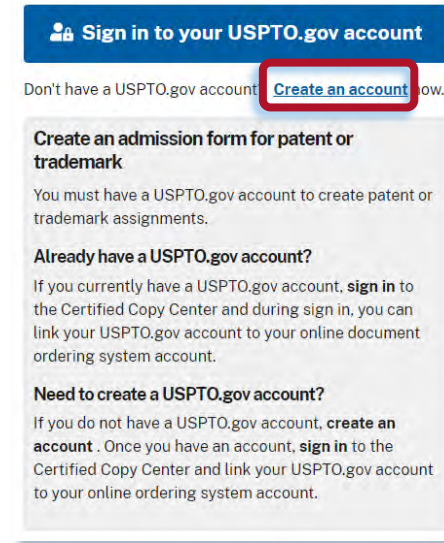 Sign in to your USPTO.gov account
Don't have a USPTO.gov account Create an account now.
Create an admission form for patent or
trademark
You must have a USPTO.gov account to create patent or
trademark assignments.
Already have a USPTO.gov account?
If you currently have a USPTO.gov account, sign in to
the Certified Copy Center and during sign in, you can
link your USPTO.gov account to your online document
ordering system account.
Need to create a USPTO.gov account?
If you do not have a USPTO.gov account, create an
account . Once you have an account, sign in to the
Certified Copy Center and link your USPTO.gov account
to your online ordering system account.